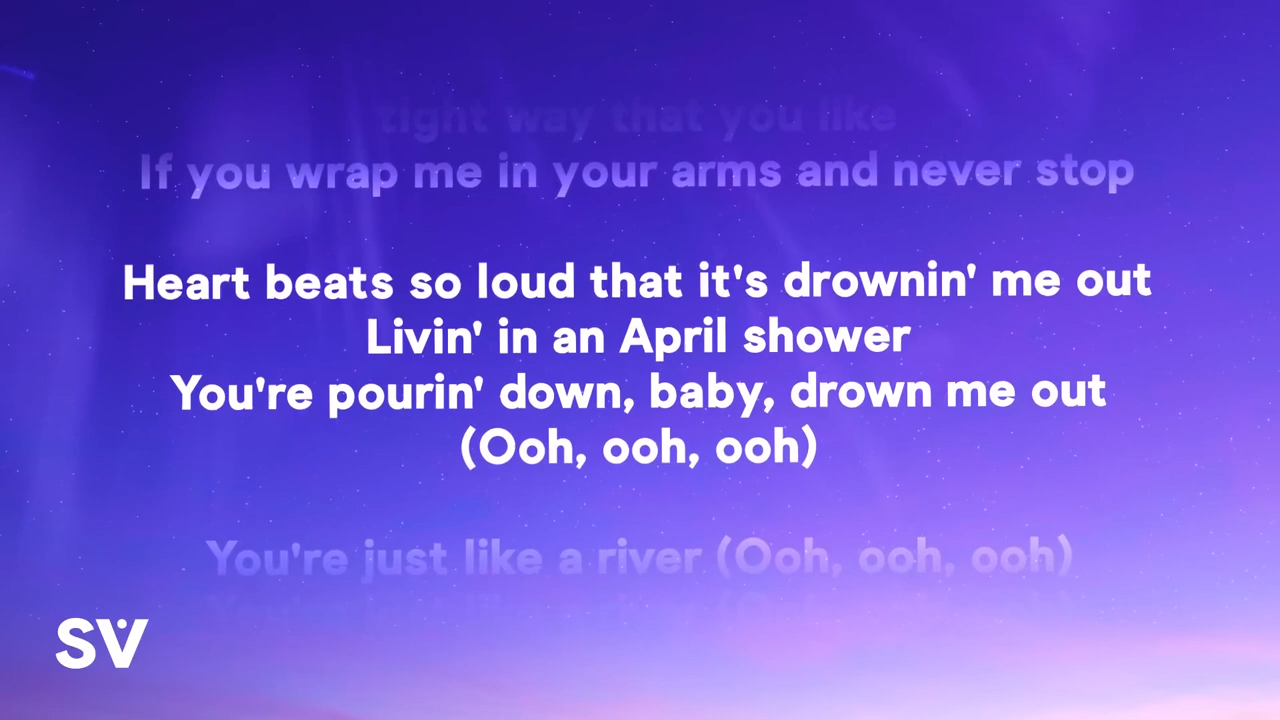 tight way that you like
If you wrap me in your arms and never stop
Heart beats so loud that it's drownin' me out
Livin' in an April shower
You're pourin' down, baby, drown me out
(Ooh, ooh, ooh)
You're just like a river (Ooh, ooh, ooh)
SV